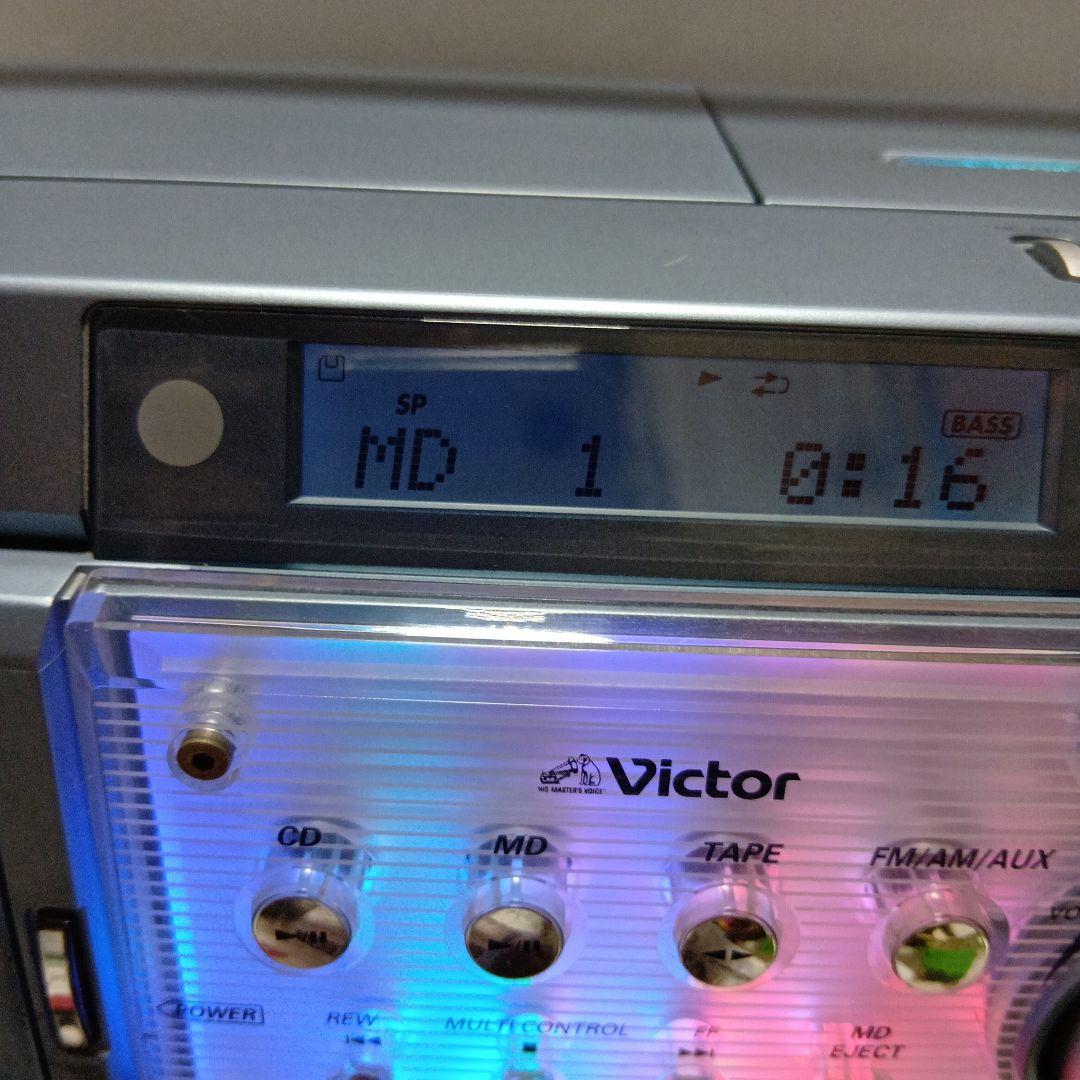 SP
BASS
MD 1 0:16
"HIS MASTER'S VOICE"
Victor
CD MD TAPE FM/AM/AUX
VO
POWER REW MULTI CONTROL FF MD EJECT